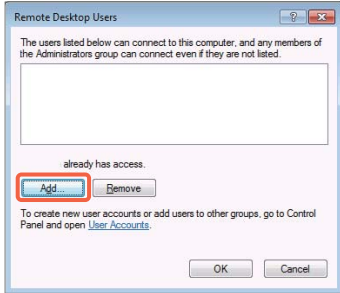 Remote Desktop Users
The users listed below can connect to this computer, and any members of
the Administrators group can connect even if they are not listed.
already has access.
Add...
Remove
To create new user accounts or add users to other groups, go to Control
Panel and open User Accounts.
OK
Cancel